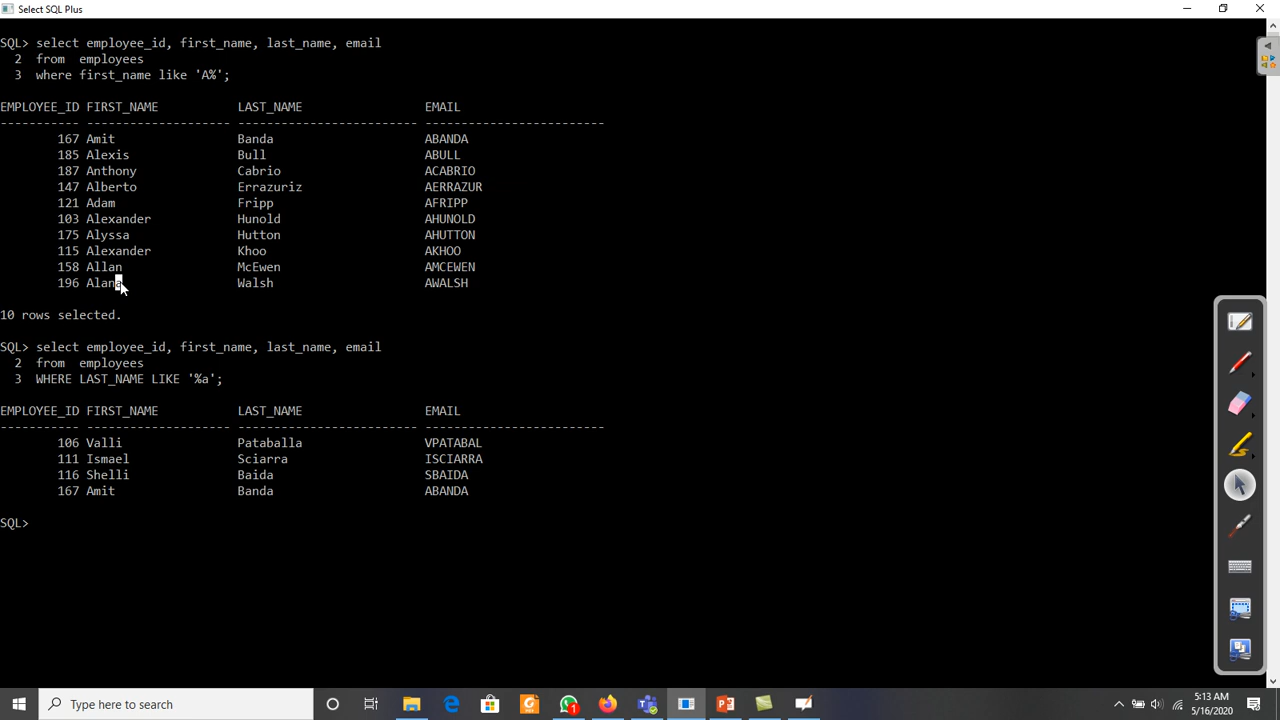 Select SQL Plus
SQL> select employee_id, first_name, last_name, email
2 from employees
3 where first_name like 'A%';
EMPLOYEE_ID FIRST_NAME LAST_NAME EMAIL
----------- -------------------- ------------------------- -------------------------
167 Amit Banda ABANDA
185 Alexis Bull ABULL
187 Anthony Cabrio ACABRIO
147 Alberto Errazuriz AERRAZUR
121 Adam Fripp AFRIPP
103 Alexander Hunold AHUNOLD
175 Alyssa Hutton AHUTTON
115 Alexander Khoo AKHOO
158 Allan McEwen AMCEWEN
196 Alana Walsh AWALSH
10 rows selected.
SQL> select employee_id, first_name, last_name, email
2 from employees
3 WHERE LAST_NAME LIKE '%a';
EMPLOYEE_ID FIRST_NAME LAST_NAME EMAIL
----------- -------------------- ------------------------- -------------------------
106 Valli Pataballa VPATABAL
111 Ismael Sciarra ISCIARRA
116 Shelli Baida SBAIDA
167 Amit Banda ABANDA
SQL>
Type here to search
1
5:13 AM
5/16/2020